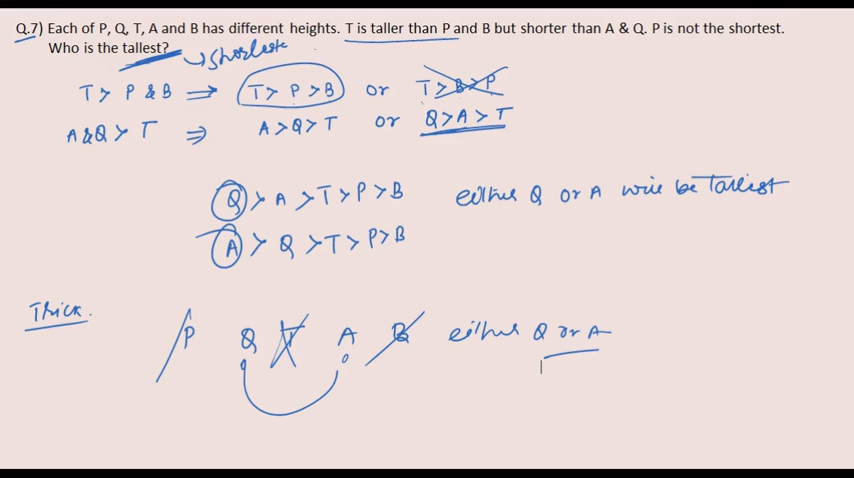 Q.7) Each of P, Q, T, A and B has different heights. T is taller than P and B but shorter than A & Q. P is not the shortest.
Who is the tallest? → Shortest
T > P & B ⇒ T > P > B or T > B > P
A & Q > T ⇒ A > Q > T or Q > A > T
Q > A > T > P > B either Q or A will be Tallest
A > Q > T > P > B
Trick.
P Q T A B either Q or A